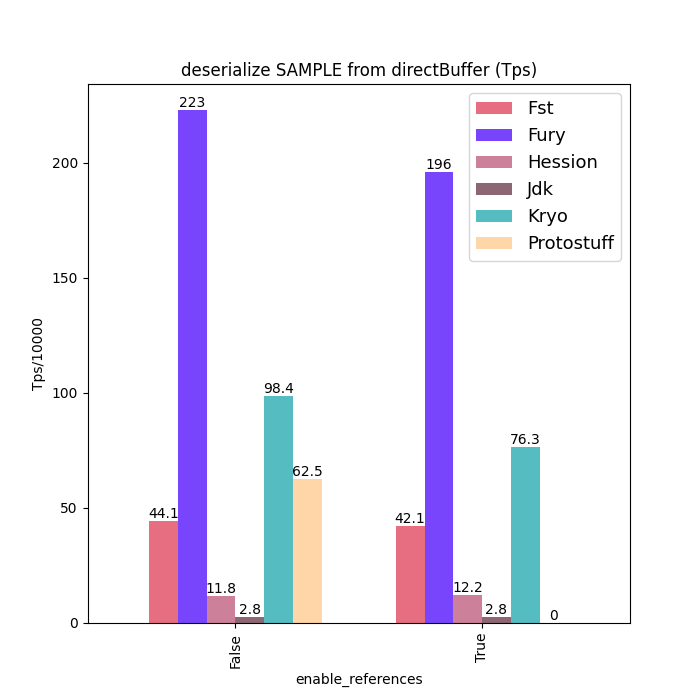 deserialize SAMPLE from directBuffer (Tps)
Fst
Fury
Hession
Jdk
Kryo
Protostuff
Tps/10000
200
150
100
50
0
44.1
223
11.8
2.8
98.4
62.5
42.1
196
12.2
2.8
76.3
0
False
True
enable_references